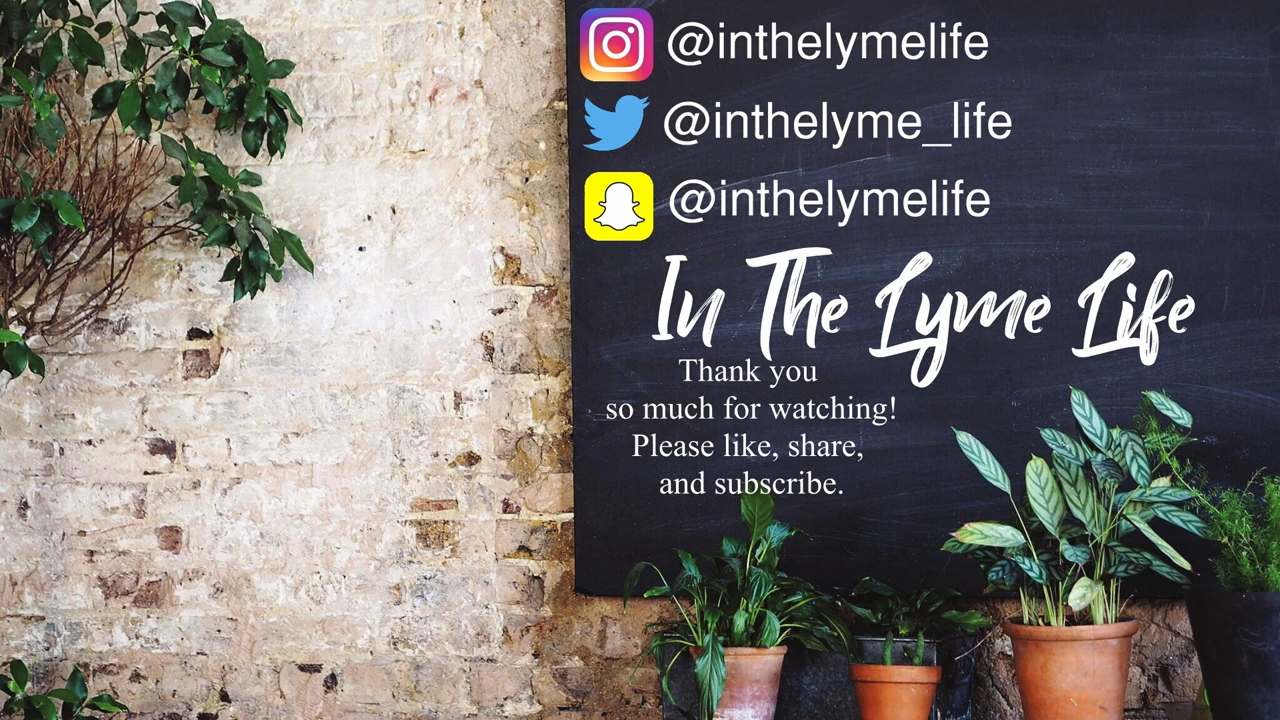 @inthelymelife
@inthelyme_life
@inthelymelife
In The Lyme Life
Thank you
so much for watching!
Please like, share,
and subscribe.